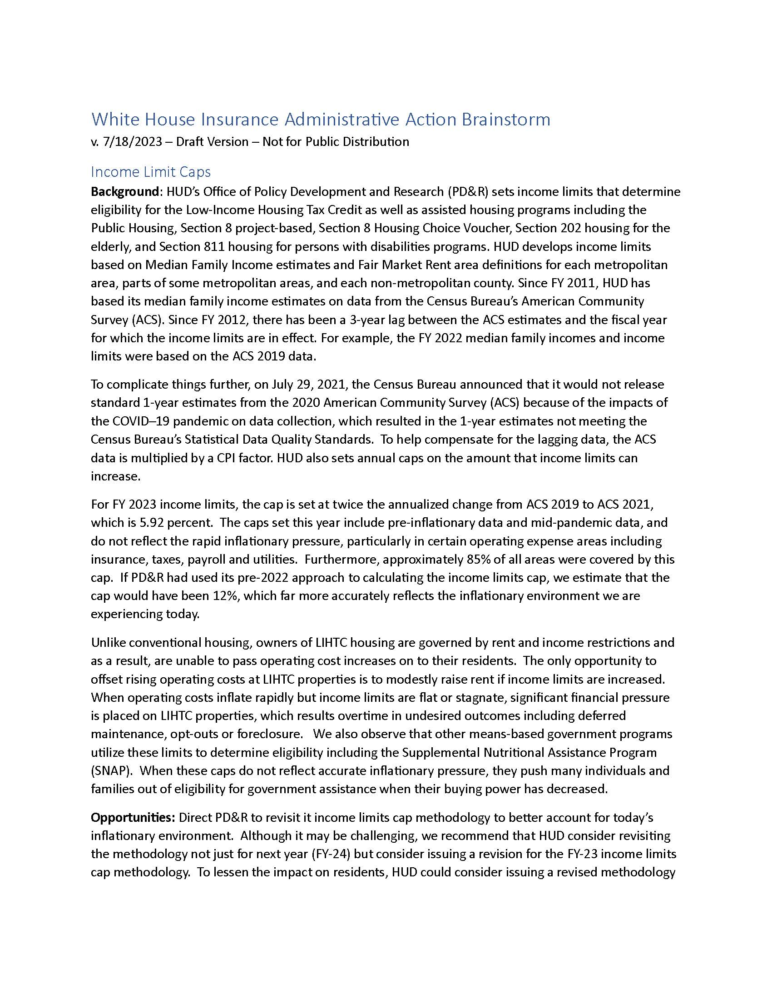 White House Insurance Administrative Action Brainstorm
v. 7/18/2023 – Draft Version – Not for Public Distribution
Income Limit Caps
Background: HUD’s Office of Policy Development and Research (PD&R) sets income limits that determine
eligibility for the Low-Income Housing Tax Credit as well as assisted housing programs including the
Public Housing, Section 8 project-based, Section 8 Housing Choice Voucher, Section 202 housing for the
elderly, and Section 811 housing for persons with disabilities programs. HUD develops income limits
based on Median Family Income estimates and Fair Market Rent area definitions for each metropolitan
area, parts of some metropolitan areas, and each non-metropolitan county. Since FY 2011, HUD has
based its median family income estimates on data from the Census Bureau’s American Community
Survey (ACS). Since FY 2012, there has been a 3-year lag between the ACS estimates and the fiscal year
for which the income limits are in effect. For example, the FY 2022 median family incomes and income
limits were based on the ACS 2019 data.
To complicate things further, on July 29, 2021, the Census Bureau announced that it would not release
standard 1-year estimates from the 2020 American Community Survey (ACS) because of the impacts of
the COVID–19 pandemic on data collection, which resulted in the 1-year estimates not meeting the
Census Bureau’s Statistical Data Quality Standards.  To help compensate for the lagging data, the ACS
data is multiplied by a CPI factor. HUD also sets annual caps on the amount that income limits can
increase.
For FY 2023 income limits, the cap is set at twice the annualized change from ACS 2019 to ACS 2021,
which is 5.92 percent.  The caps set this year include pre-inflationary data and mid-pandemic data, and
do not reflect the rapid inflationary pressure, particularly in certain operating expense areas including
insurance, taxes, payroll and utilities.  Furthermore, approximately 85% of all areas were covered by this
cap.  If PD&R had used its pre-2022 approach to calculating the income limits cap, we estimate that the
cap would have been 12%, which far more accurately reflects the inflationary environment we are
experiencing today.
Unlike conventional housing, owners of LIHTC housing are governed by rent and income restrictions and
as a result, are unable to pass operating cost increases on to their residents.  The only opportunity to
offset rising operating costs at LIHTC properties is to modestly raise rent if income limits are increased.
When operating costs inflate rapidly but income limits are flat or stagnate, significant financial pressure
is placed on LIHTC properties, which results overtime in undesired outcomes including deferred
maintenance, opt-outs or foreclosure.   We also observe that other means-based government programs
utilize these limits to determine eligibility including the Supplemental Nutritional Assistance Program
(SNAP).  When these caps do not reflect accurate inflationary pressure, they push many individuals and
families out of eligibility for government assistance when their buying power has decreased.
Opportunities: Direct PD&R to revisit it income limits cap methodology to better account for today’s
inflationary environment.  Although it may be challenging, we recommend that HUD consider revisiting
the methodology not just for next year (FY-24) but consider issuing a revision for the FY-23 income limits
cap methodology.  To lessen the impact on residents, HUD could consider issuing a revised methodology